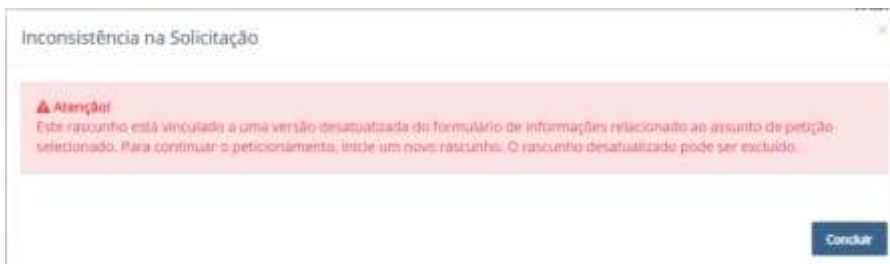 Inconsistência na Solicitação
Atenção!
Este rascunho está vinculado a uma versão desatualizada do formulário de informações relacionado ao assunto de petição
selecionado. Para continuar o peticionamento, inicie um novo rascunho. O rascunho desatualizado pode ser excluído.
Concluir